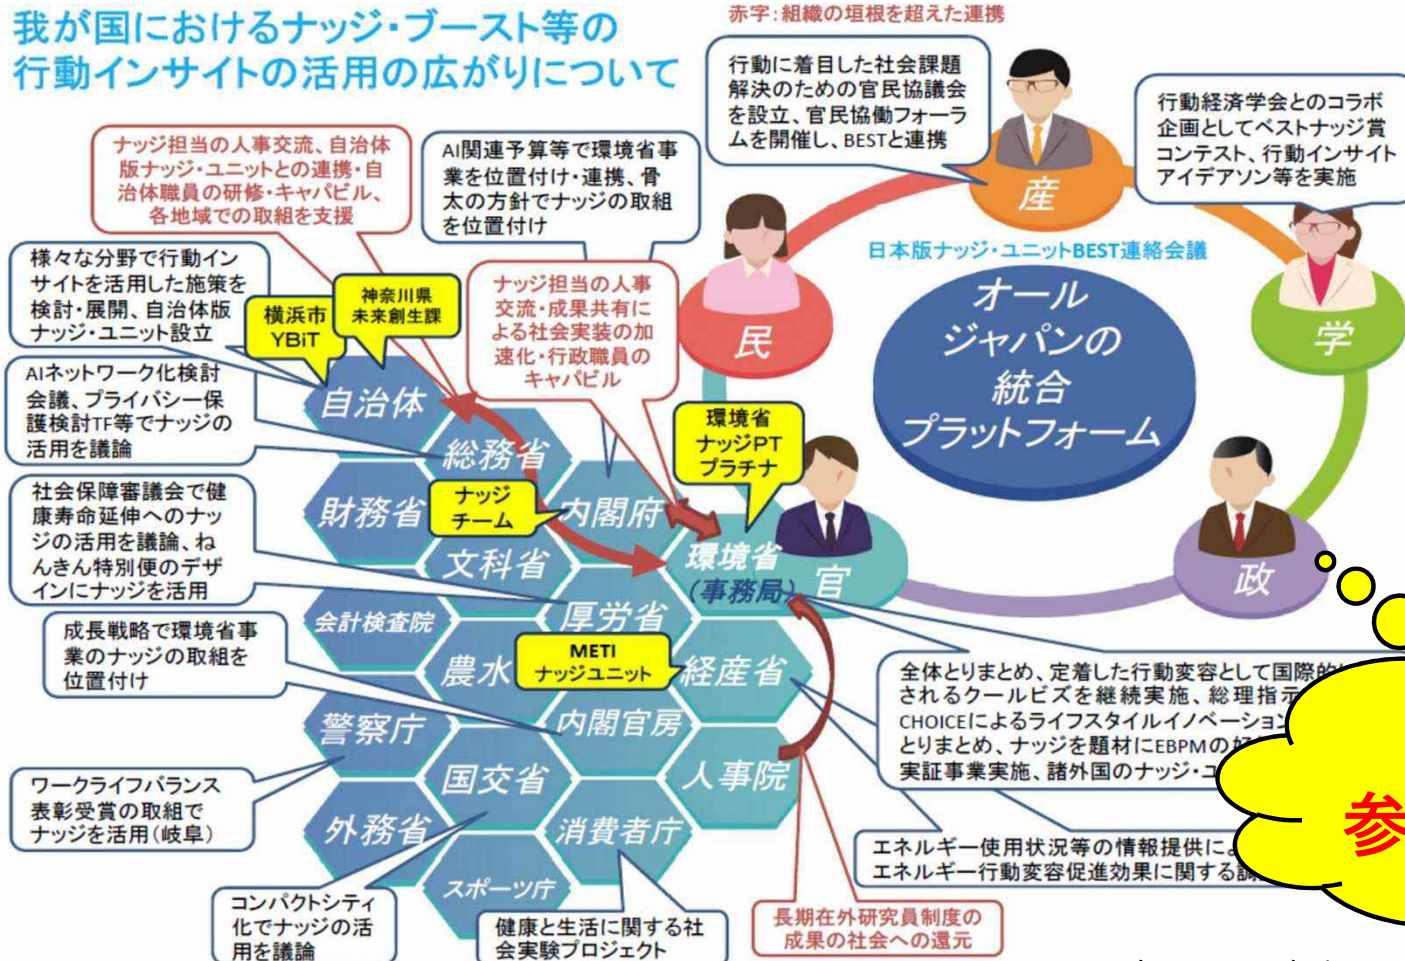 我が国におけるナッジ・ブースト等の
行動インサイトの活用の広がりについて
赤字：組織の垣根を超えた連携
行動に着目した社会課題
解決のための官民協議会
を設立、官民協働フォーラ
ムを開催し、BESTと連携
行動経済学会とのコラボ
企画としてベストナッジ賞
コンテスト、行動インサイト
アイデアソン等を実施
ナッジ担当の人事交流、自治体
版ナッジ・ユニットとの連携・自
治体職員の研修・キャパビル、
各地域での取組を支援
AI関連予算等で環境省事
業を位置付け・連携、骨
太の方針でナッジの取組
を位置付け
産
日本版ナッジ・ユニットBEST連絡会議
オール
ジャパンの
統合
プラットフォーム
民
学
政
官
様々な分野で行動イン
サイトを活用した施策を
検討・展開、自治体版
ナッジ・ユニット設立
横浜市
YBiT
神奈川県
未来創生課
ナッジ担当の人事
交流・成果共有に
よる社会実装の加
速化・行政職員の
キャパビル
AIネットワーク化検討
会議、プライバシー保
護検討TF等でナッジの
活用を議論
自治体
総務省
環境省
ナッジPT
プラチナ
社会保障審議会で健
康寿命延伸へのナッ
ジの活用を議論、ね
んきん特別便のデザ
インにナッジを活用
財務省
ナッジ
チーム
内閣府
文科省
環境省
（事務局）
会計検査院
厚労省
成長戦略で環境省事
業のナッジの取組を
位置付け
農水
METI
ナッジユニット
経産省
警察庁
内閣官房
全体とりまとめ、定着した行動変容として国際的
されるクールビズを継続実施、総理指示
CHOICEによるライフスタイルイノベーション
とりまとめ、ナッジを題材にEBPMの
実証事業実施、諸外国のナッジ・ユ
ワークライフバランス
表彰受賞の取組で
ナッジを活用（岐阜）
国交省
人事院
外務省
消費者庁
エネルギー使用状況等の情報提供によ
エネルギー行動変容促進効果に関する調
参
スポーツ庁
コンパクトシティ
化でナッジの活
用を議論
健康と生活に関する社
会実験プロジェクト
長期在外研究員制度の
成果の社会への還元